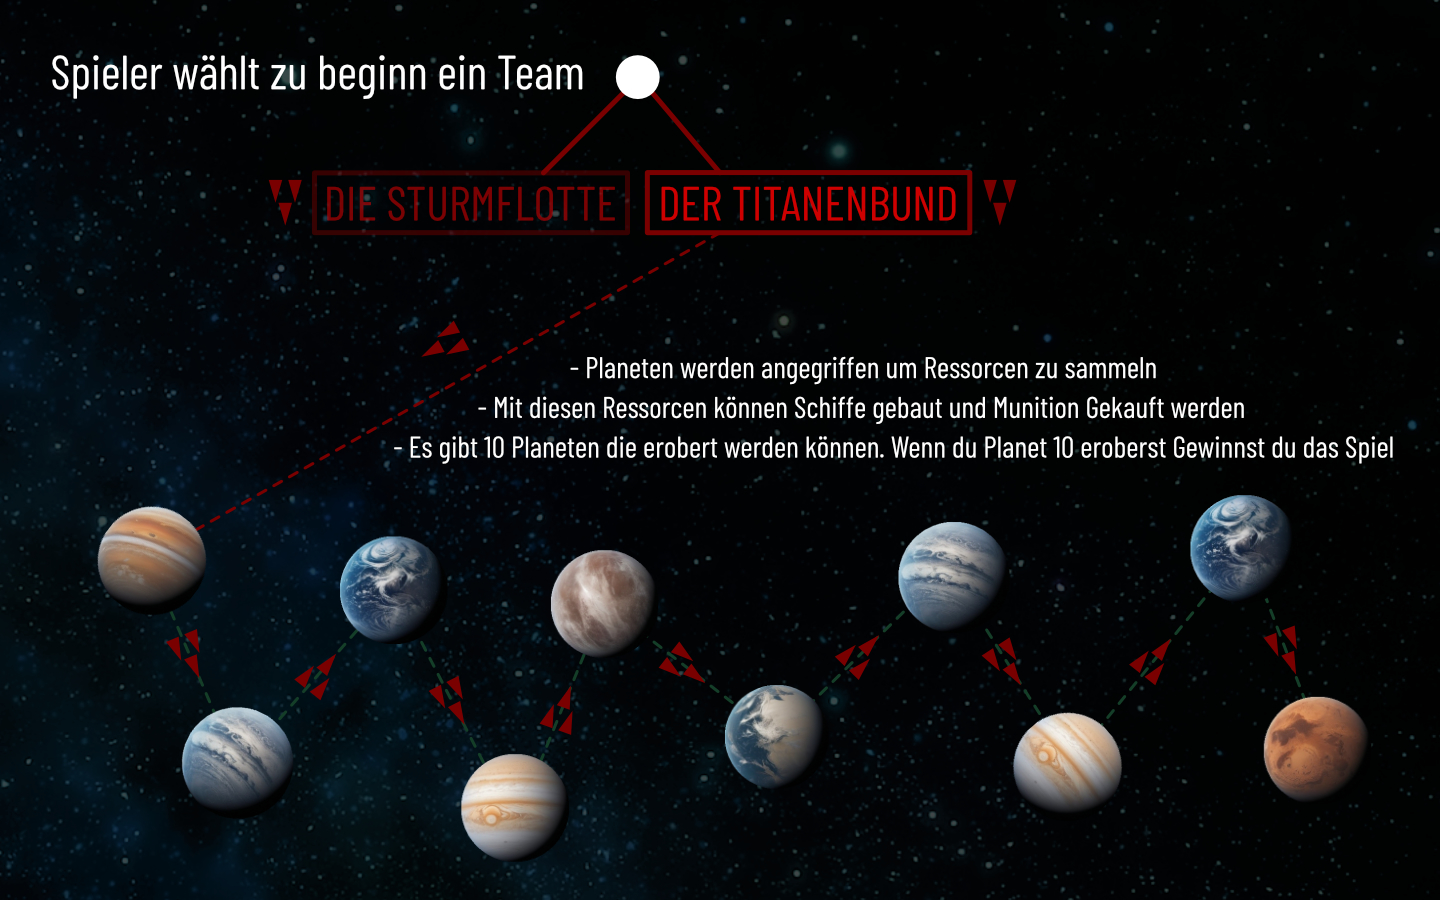 Spieler wählt zu beginn ein Team
DIE STURMFLOTTE
DER TITANENBUND
- Planeten werden angegriffen um Ressorcen zu sammeln
- Mit diesen Ressorcen können Schiffe gebaut und Munition Gekauft werden
- Es gibt 10 Planeten die erobert werden können. Wenn du Planet 10 eroberst Gewinnst du das Spiel